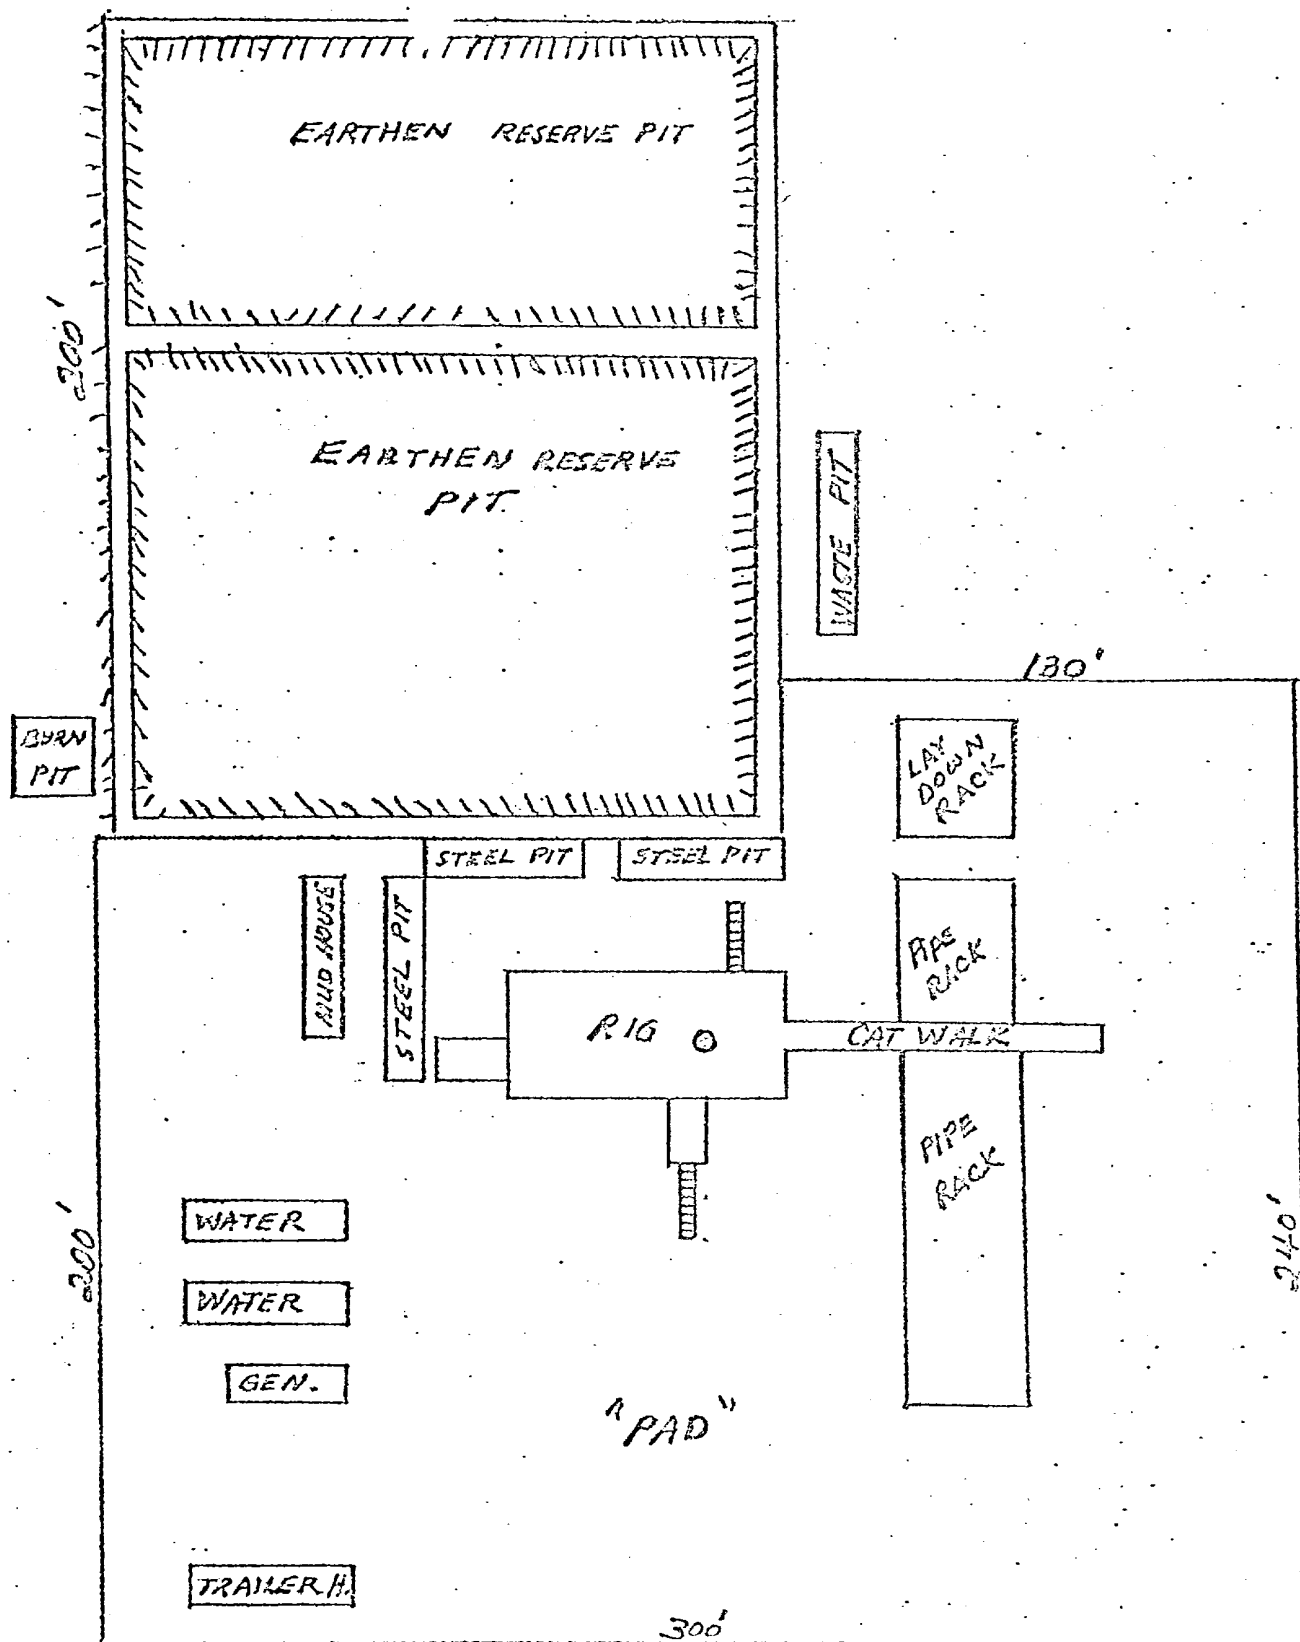 EARTHEN RESERVE PIT
200'
EARTHEN RESERVE
PIT.
WASTE PIT
130'
BURN
PIT
LAY
DOWN
RACK
STEEL PIT
STEEL PIT
MUD HOUSE
STEEL PIT
PIPE
RACK
RIG
CAT WALK
PIPE
RACK
WATER
200'
240'
WATER
GEN.
"PAD"
TRAILER H.
300'